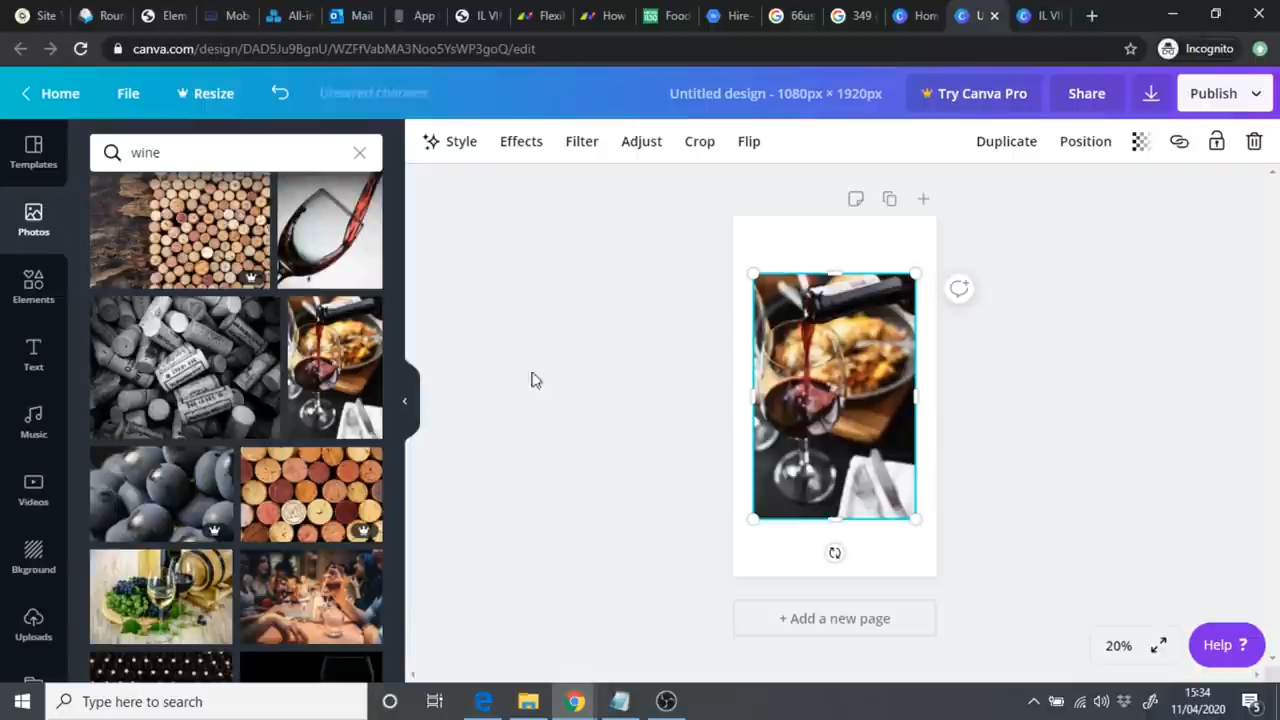 Site
Roun
Elem
Mob
All-in
Mail
App
IL VI
Flexi
How
Food
Hire-
66us
349
Hom
U
IL VI
canva.com/design/DAD5Ju9BgnU/WZFfVabMA3Noo5YsWP3goQ/edit
Incognito
Home
File
Resize
Unsaved changes
Untitled design - 1080px × 1920px
Try Canva Pro
Share
Publish
Templates
wine
Style
Effects
Filter
Adjust
Crop
Flip
Duplicate
Position
Photos
Elements
Text
Music
Videos
Bkground
Uploads
+ Add a new page
20%
Help ?
Type here to search
15:34
11/04/2020
5